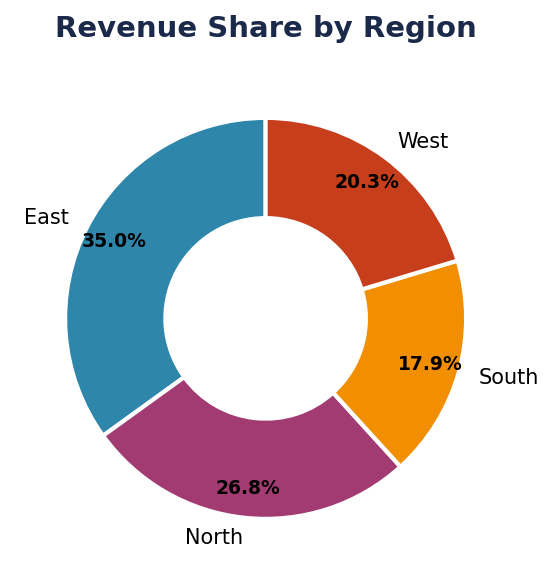 Revenue Share by Region
West
20.3%
East
35.0%
17.9%
South
26.8%
North